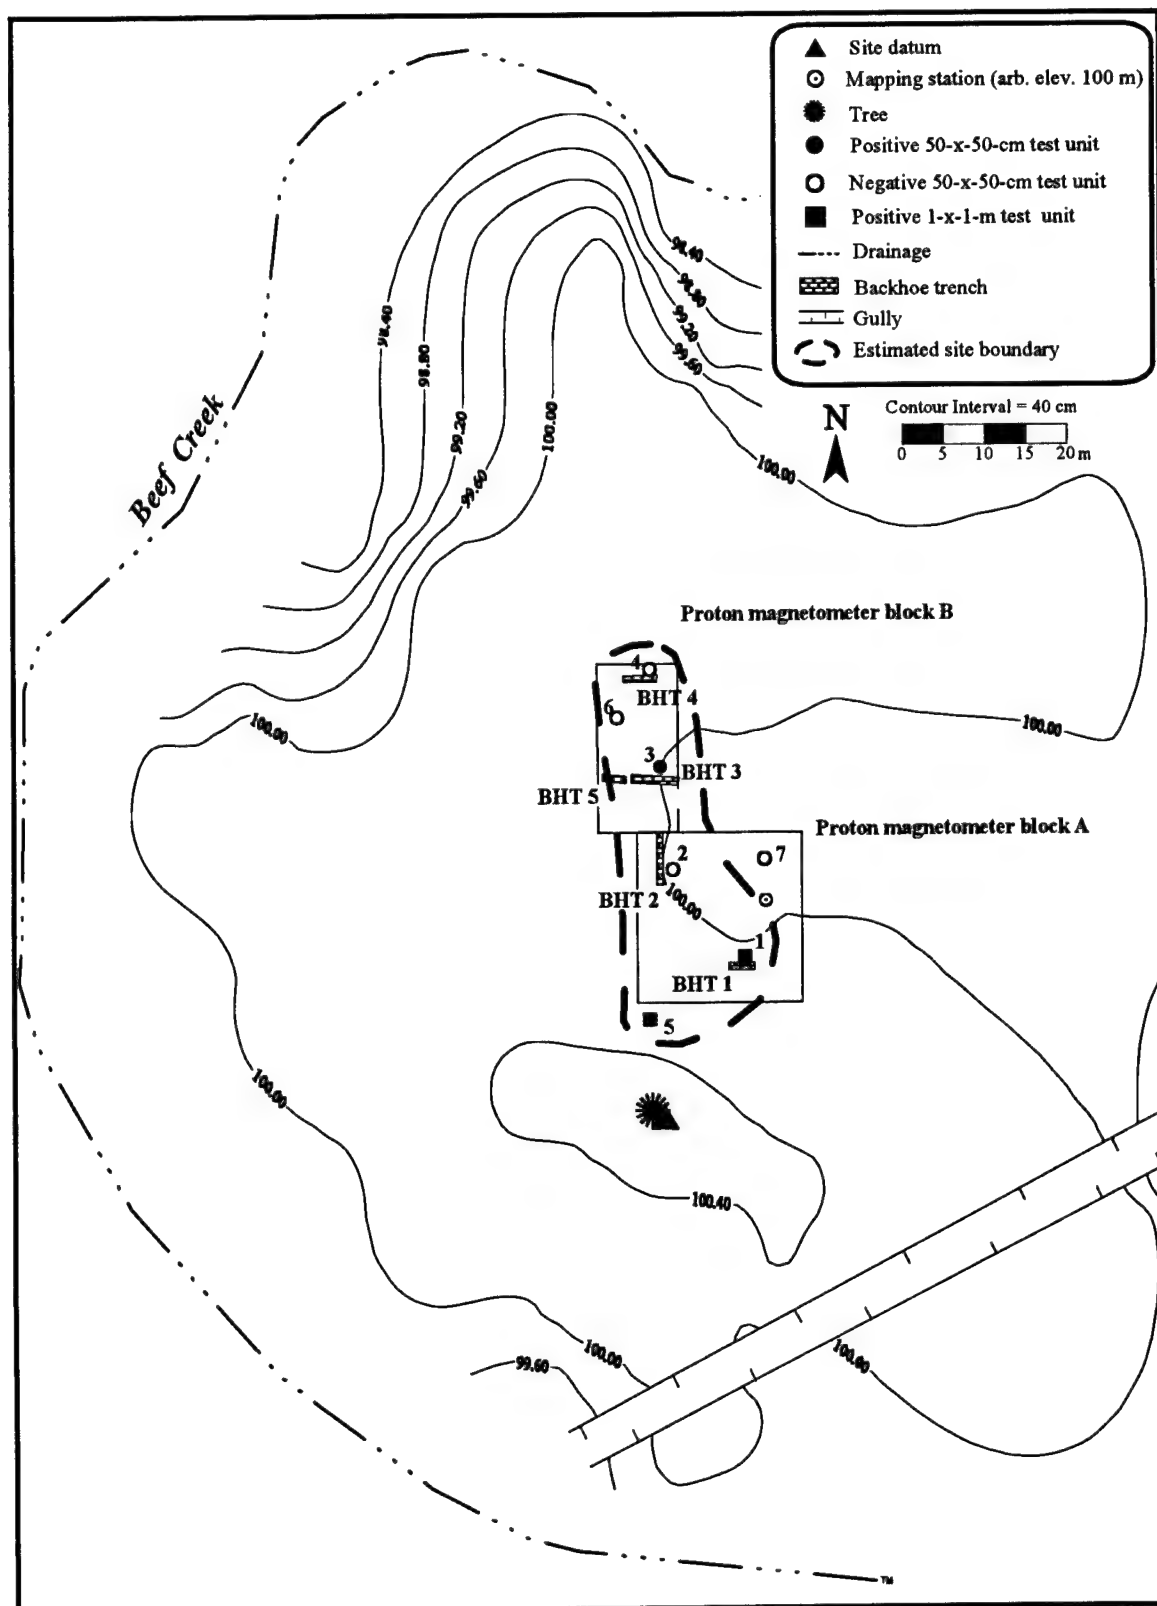 Site datum
Mapping station (arb. elev. 100 m)
Tree
Positive 50-x-50-cm test unit
Negative 50-x-50-cm test unit
Positive 1-x-1-m test unit
Drainage
Backhoe trench
Gully
Estimated site boundary
N
Contour Interval = 40 cm
0 5 10 15 20 m
98.40
98.80
99.20
99.60
98.40
98.80
99.20
99.60
100.00
100.00
Beef Creek
Proton magnetometer block B
4
BHT 4
6
100.00
100.00
3
BHT 3
BHT 5
Proton magnetometer block A
2
7
BHT 2
100.00
1
BHT 1
5
100.00
100.40
100.00
99.60
100.00
TM